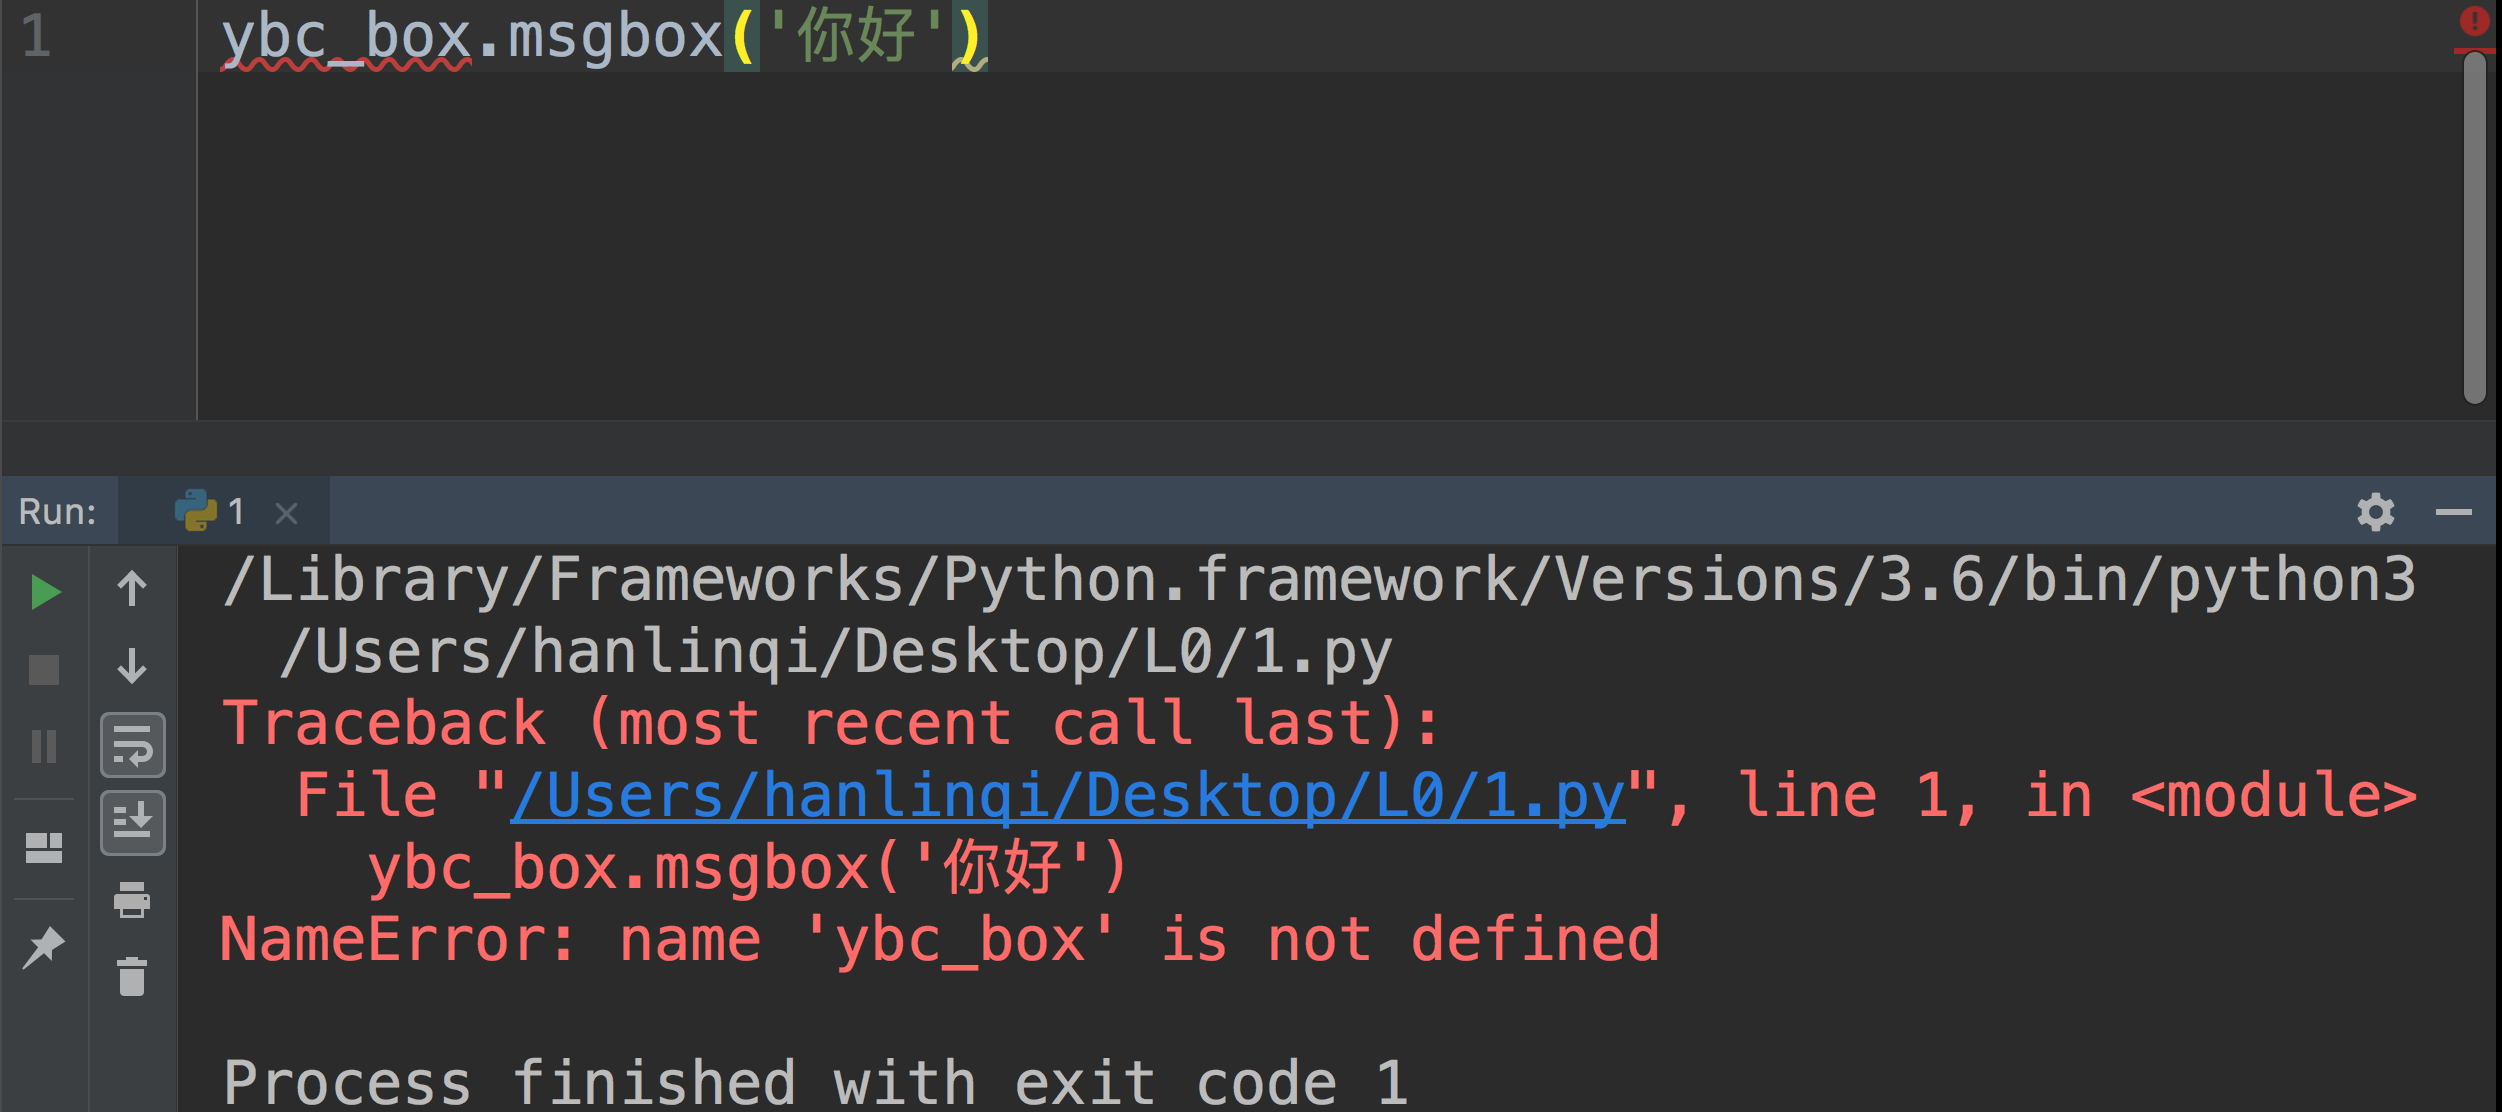 1 ybc_box.msgbox('你好')
Run: 1
/Library/Frameworks/Python.framework/Versions/3.6/bin/python3
/Users/hanlinqi/Desktop/L0/1.py
Traceback (most recent call last):
File "/Users/hanlinqi/Desktop/L0/1.py", line 1, in <module>
ybc_box.msgbox('你好')
NameError: name 'ybc_box' is not defined
Process finished with exit code 1